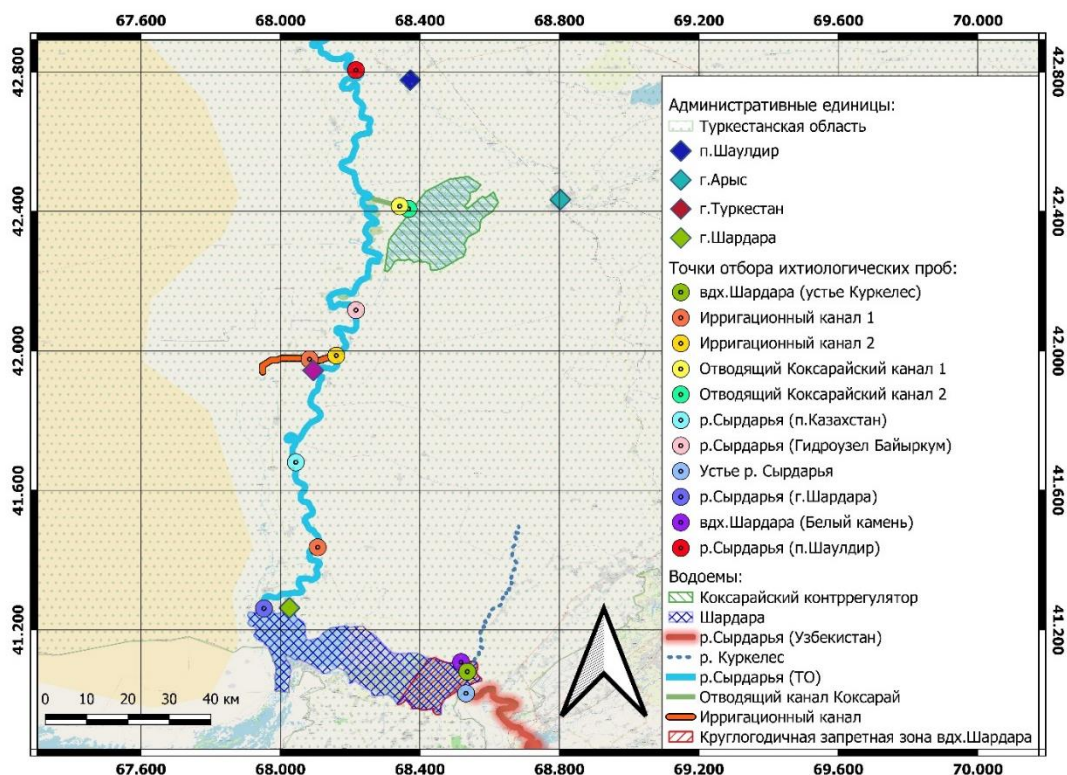 67.600 68.000 68.400 68.800 69.200 69.600 70.000
42.800 42.800
42.400 42.400
42.000 42.000
41.600 41.600
41.200 41.200
Административные единицы:
Туркестанская область
п.Шаулдир
г.Арыс
г.Туркестан
г.Шардара
Точки отбора ихтиологических проб:
вдх.Шардара (устье Куркелес)
Ирригационный канал 1
Ирригационный канал 2
Отводящий Коксарайский канал 1
Отводящий Коксарайский канал 2
р.Сырдарья (п.Казахстан)
р.Сырдарья (Гидроузел Байыркум)
Устье р. Сырдарья
р.Сырдарья (г.Шардара)
вдх.Шардара (Белый камень)
р.Сырдарья (п.Шаулдир)
Водоемы:
Коксарайский контррегулятор
Шардара
р.Сырдарья (Узбекистан)
р. Куркелес
р.Сырдарья (ТО)
Отводящий канал Коксарай
Ирригационный канал
Круглогодичная запретная зона вдх.Шардара
0 10 20 30 40 км
67.600 68.000 68.400 68.800 69.200 69.600 70.000